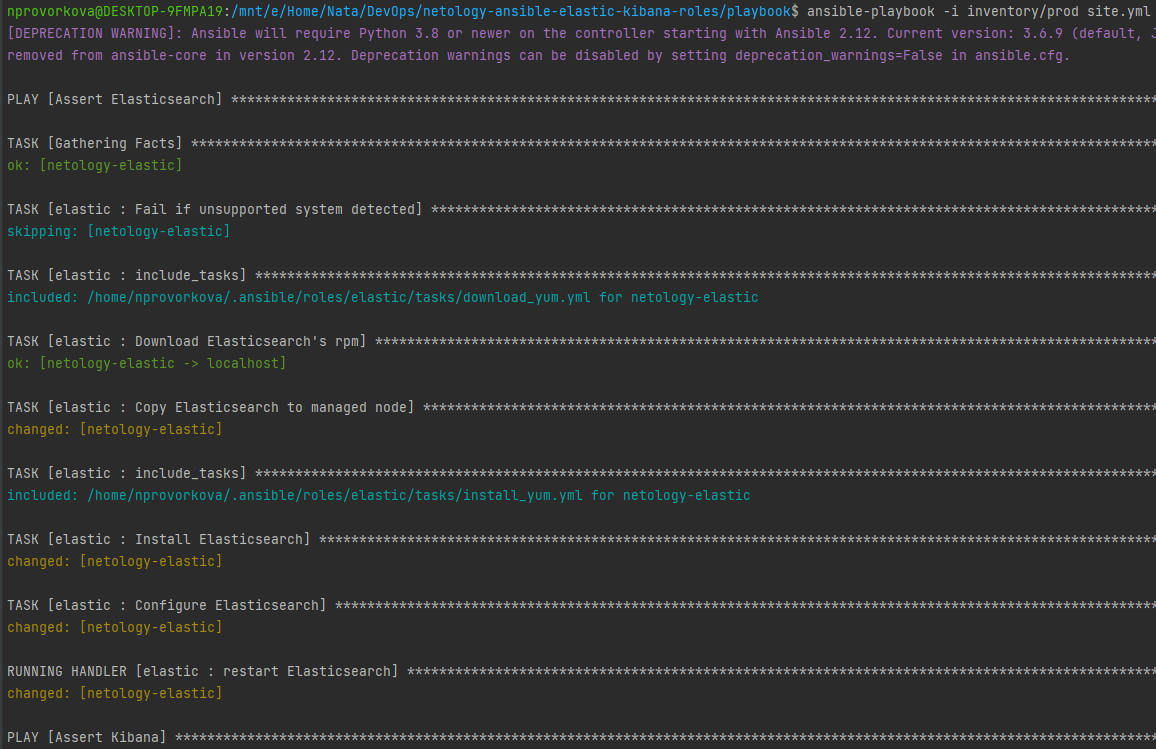 nprovorkova@DESKTOP-9FMPA19:/mnt/e/Home/Nata/DevOps/netology-ansible-elastic-kibana-roles/playbook$ ansible-playbook -i inventory/prod site.yml
[DEPRECATION WARNING]: Ansible will require Python 3.8 or newer on the controller starting with Ansible 2.12. Current version: 3.6.9 (default, J
removed from ansible-core in version 2.12. Deprecation warnings can be disabled by setting deprecation_warnings=False in ansible.cfg.
PLAY [Assert Elasticsearch] ********************************************************************************************************************
TASK [Gathering Facts] *************************************************************************************************************************
ok: [netology-elastic]
TASK [elastic : Fail if unsupported system detected] *******************************************************************************************
skipping: [netology-elastic]
TASK [elastic : include_tasks] *****************************************************************************************************************
included: /home/nprovorkova/.ansible/roles/elastic/tasks/download_yum.yml for netology-elastic
TASK [elastic : Download Elasticsearch's rpm] **************************************************************************************************
ok: [netology-elastic -> localhost]
TASK [elastic : Copy Elasticsearch to managed node] ********************************************************************************************
changed: [netology-elastic]
TASK [elastic : include_tasks] *****************************************************************************************************************
included: /home/nprovorkova/.ansible/roles/elastic/tasks/install_yum.yml for netology-elastic
TASK [elastic : Install Elasticsearch] *********************************************************************************************************
changed: [netology-elastic]
TASK [elastic : Configure Elasticsearch] *******************************************************************************************************
changed: [netology-elastic]
RUNNING HANDLER [elastic : restart Elasticsearch] **********************************************************************************************
changed: [netology-elastic]
PLAY [Assert Kibana] ***************************************************************************************************************************